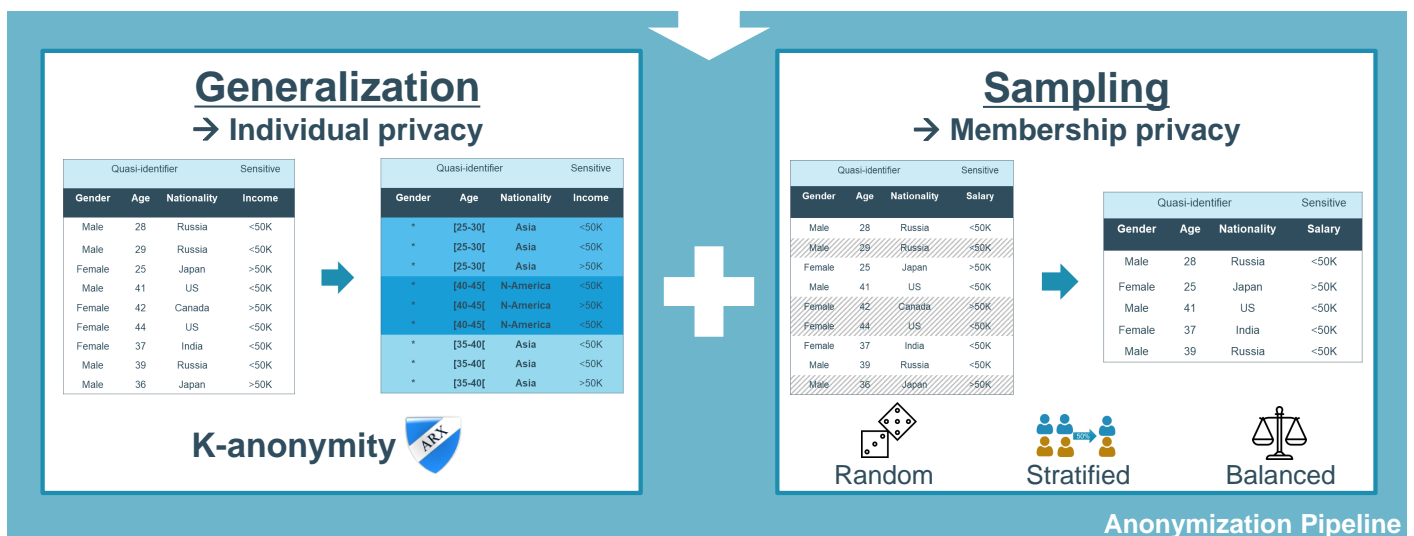 Generalization
→ Individual privacy
Quasi-identifier Sensitive
Gender Age Nationality Income
Male 28 Russia <50K
Male 29 Russia <50K
Female 25 Japan >50K
Male 41 US <50K
Female 42 Canada >50K
Female 44 US <50K
Female 37 India <50K
Male 39 Russia <50K
Male 36 Japan >50K
Quasi-identifier Sensitive
Gender Age Nationality Income
* [25-30[ Asia <50K
* [25-30[ Asia <50K
* [25-30[ Asia >50K
* [40-45[ N-America <50K
* [40-45[ N-America >50K
* [40-45[ N-America <50K
* [35-40[ Asia <50K
* [35-40[ Asia <50K
* [35-40[ Asia >50K
K-anonymity
ARX
Sampling
→ Membership privacy
Quasi-identifier Sensitive
Gender Age Nationality Salary
Male 28 Russia <50K
Male 29 Russia <50K
Female 25 Japan >50K
Male 41 US <50K
Female 42 Canada >50K
Female 44 US <50K
Female 37 India <50K
Male 39 Russia <50K
Male 36 Japan >50K
Quasi-identifier Sensitive
Gender Age Nationality Salary
Male 28 Russia <50K
Female 25 Japan >50K
Male 41 US <50K
Female 37 India <50K
Male 39 Russia <50K
50%
Random Stratified Balanced
Anonymization Pipeline